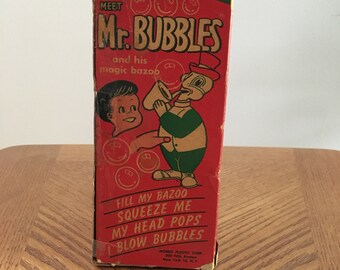 MEET
Mr. BUBBLES
and his
magic bazoo
FILL MY BAZOO
SQUEEZE ME
MY HEAD POPS
I BLOW BUBBLES